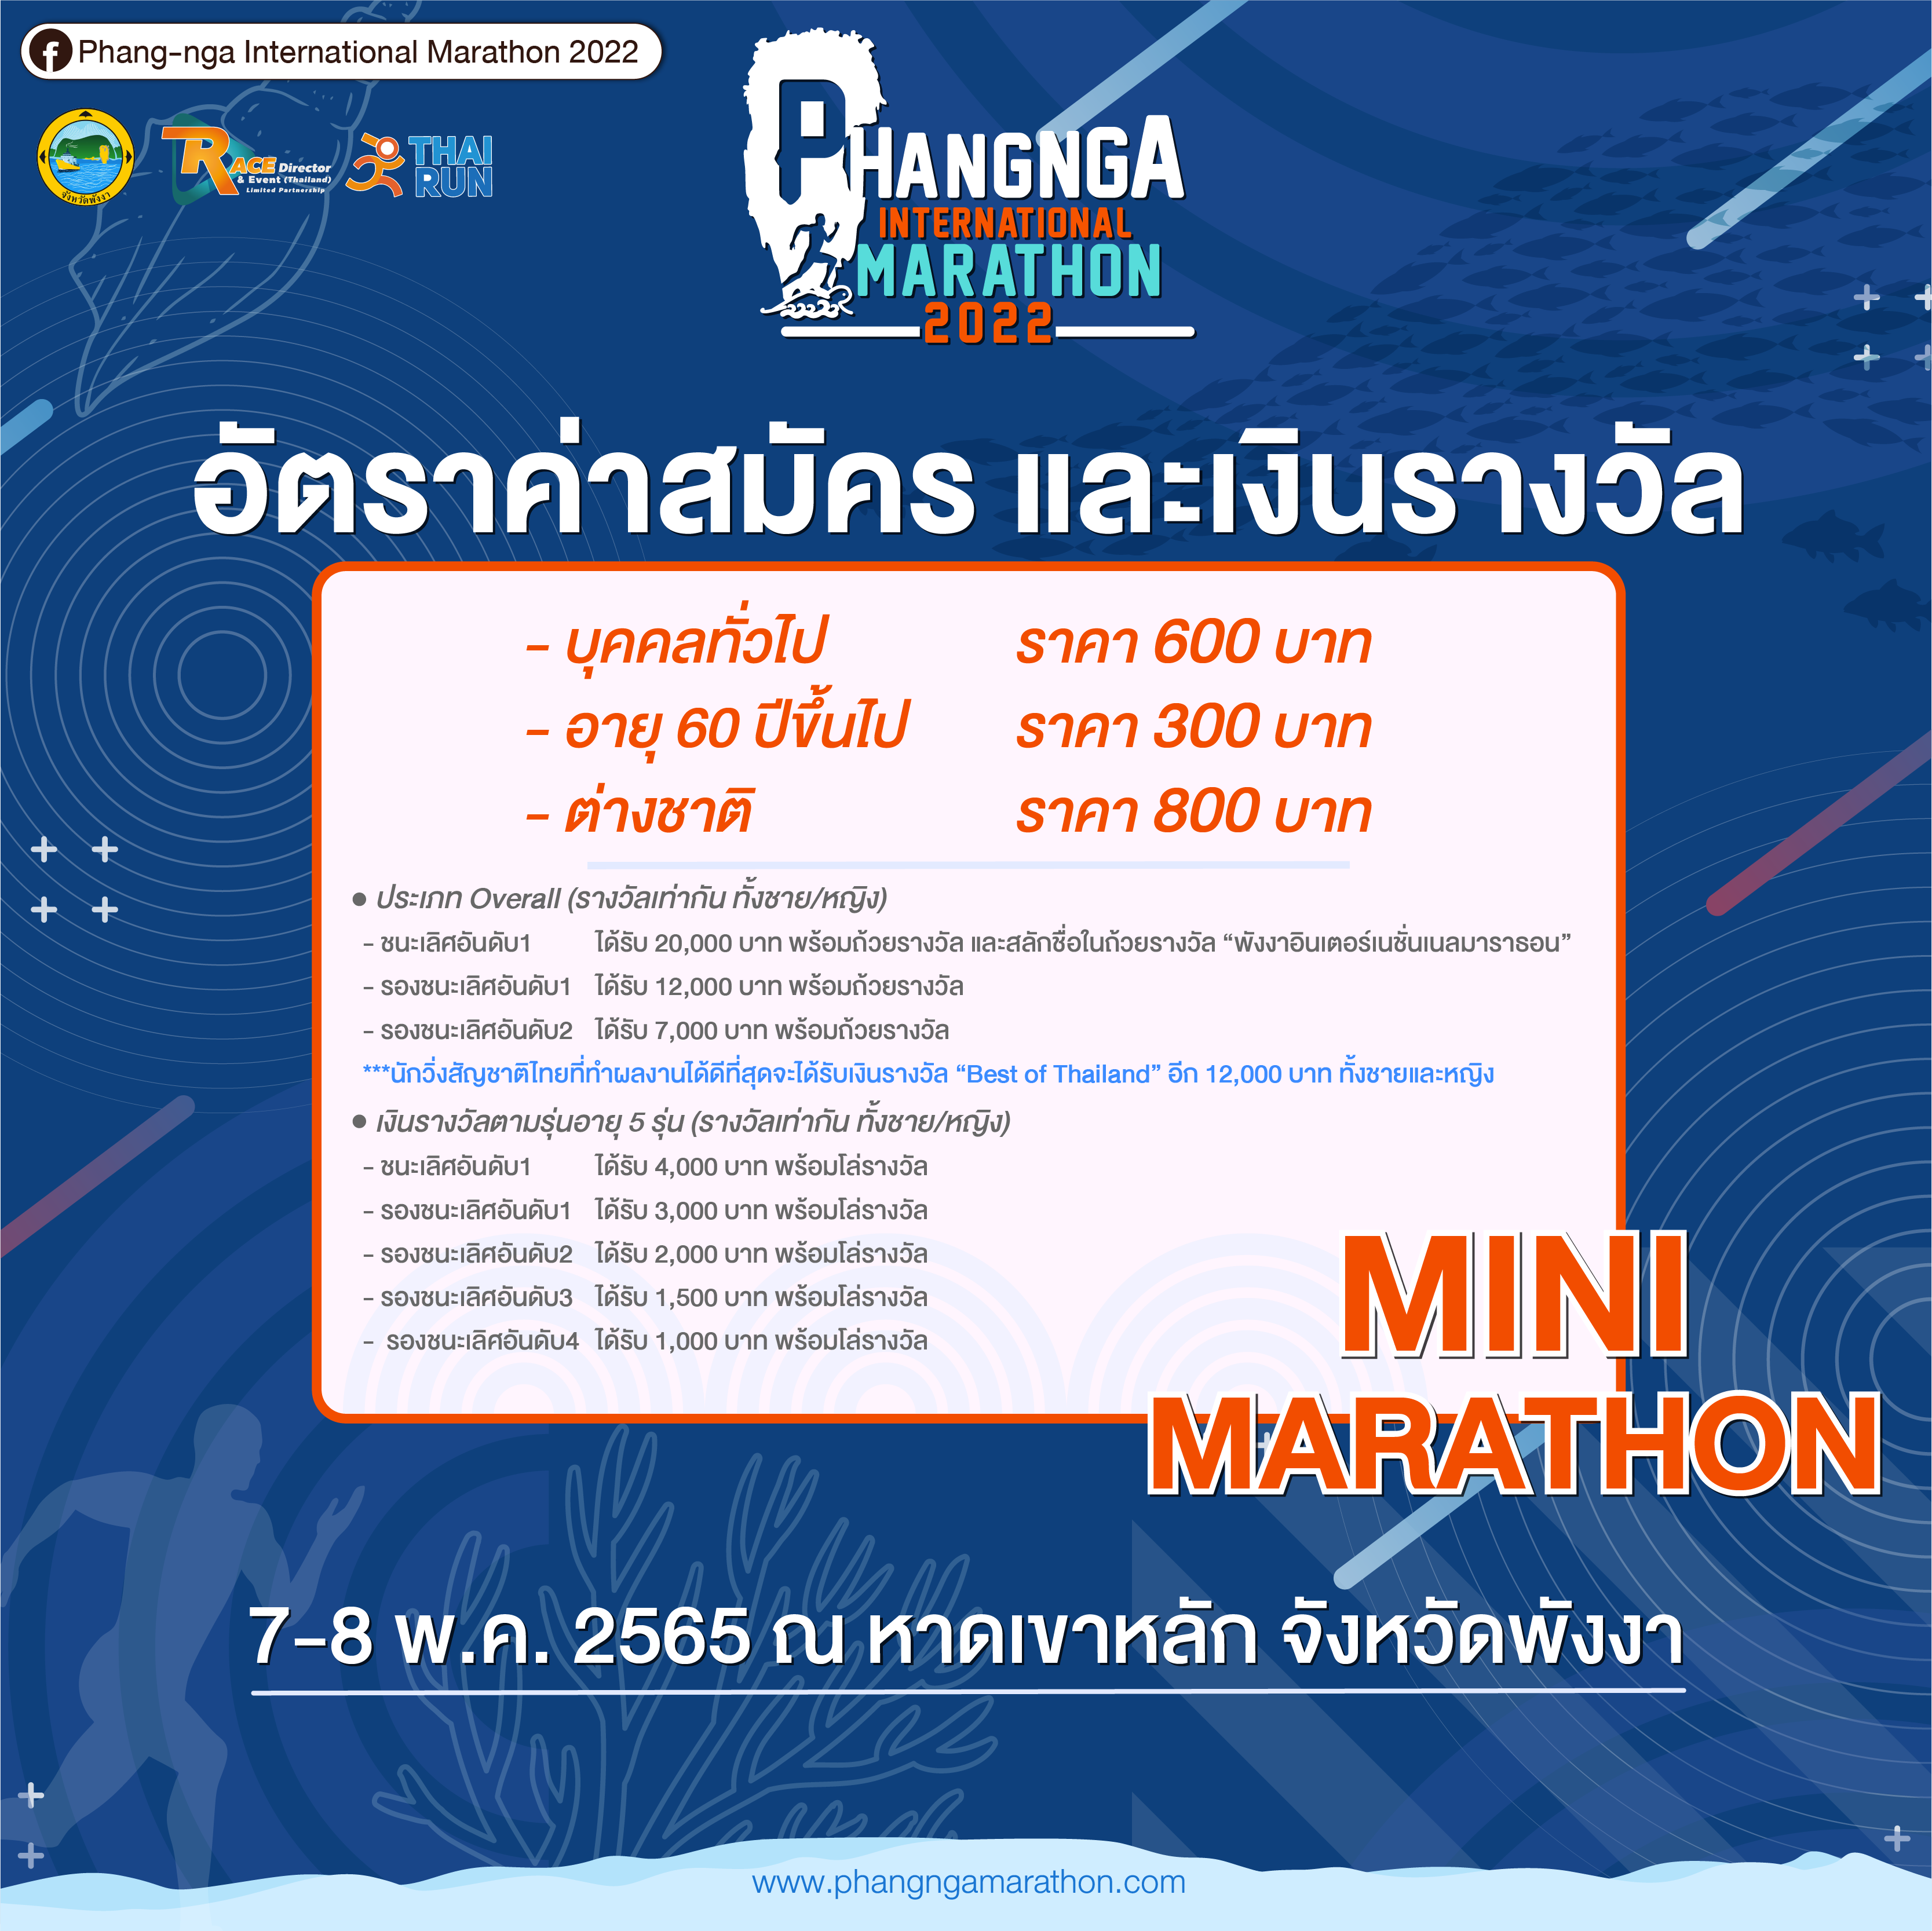 Phang-nga International Marathon 2022
จังหวัดพังงา
RACE Director
& Event (Thailand)
Limited Partnership
THAI
RUN
PHANGNGA
INTERNATIONAL
MARATHON
2022
อัตราค่าสมัคร และเงินรางวัล
- บุคคลทั่วไป ราคา 600 บาท
- อายุ 60 ปีขึ้นไป ราคา 300 บาท
- ต่างชาติ ราคา 800 บาท
● ประเภท Overall (รางวัลเท่ากัน ทั้งชาย/หญิง)
- ชนะเลิศอันดับ1 ได้รับ 20,000 บาท พร้อมถ้วยรางวัล และสลักชื่อในถ้วยรางวัล “พังงาอินเตอร์เนชั่นเนลมาราธอน”
- รองชนะเลิศอันดับ1 ได้รับ 12,000 บาท พร้อมถ้วยรางวัล
- รองชนะเลิศอันดับ2 ได้รับ 7,000 บาท พร้อมถ้วยรางวัล
***นักวิ่งสัญชาติไทยที่ทำผลงานได้ดีที่สุดจะได้รับเงินรางวัล “Best of Thailand” อีก 12,000 บาท ทั้งชายและหญิง
● เงินรางวัลตามรุ่นอายุ 5 รุ่น (รางวัลเท่ากัน ทั้งชาย/หญิง)
- ชนะเลิศอันดับ1 ได้รับ 4,000 บาท พร้อมโล่รางวัล
- รองชนะเลิศอันดับ1 ได้รับ 3,000 บาท พร้อมโล่รางวัล
- รองชนะเลิศอันดับ2 ได้รับ 2,000 บาท พร้อมโล่รางวัล
- รองชนะเลิศอันดับ3 ได้รับ 1,500 บาท พร้อมโล่รางวัล
- รองชนะเลิศอันดับ4 ได้รับ 1,000 บาท พร้อมโล่รางวัล
MINI
MARATHON
7-8 พ.ค. 2565 ณ หาดเขาหลัก จังหวัดพังงา
www.phangngamarathon.com